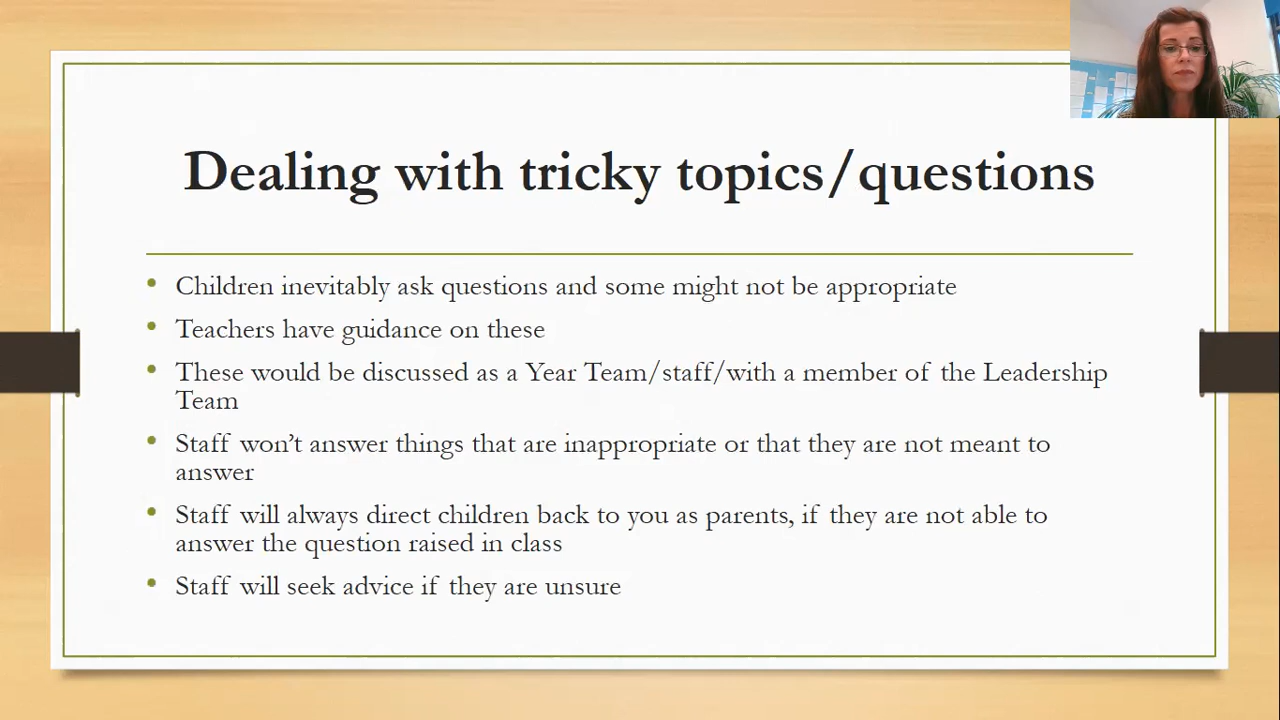 Dealing with tricky topics/questions
• Children inevitably ask questions and some might not be appropriate
• Teachers have guidance on these
• These would be discussed as a Year Team/staff/with a member of the Leadership
Team
• Staff won’t answer things that are inappropriate or that they are not meant to
answer
• Staff will always direct children back to you as parents, if they are not able to
answer the question raised in class
• Staff will seek advice if they are unsure